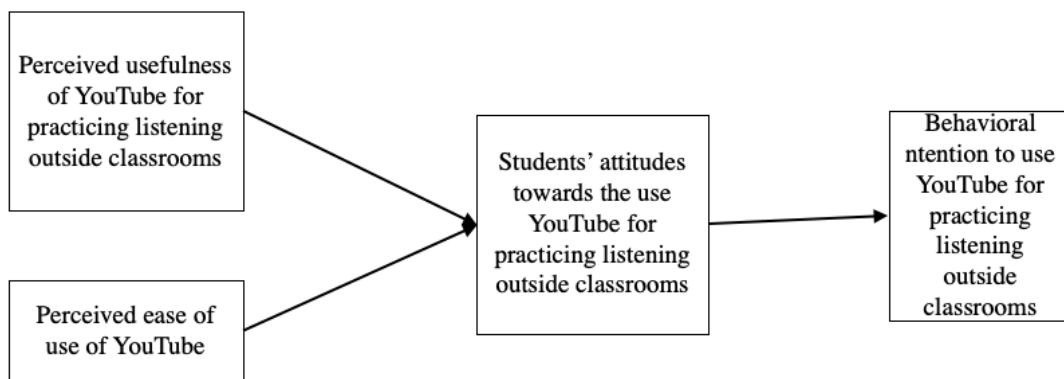 Perceived usefulness
of YouTube for
practicing listening
outside classrooms
Perceived ease of
use of YouTube
Students’ attitudes
towards the use
YouTube for
practicing listening
outside classrooms
Behavioral
ntention to use
YouTube for
practicing
listening
outside
classrooms